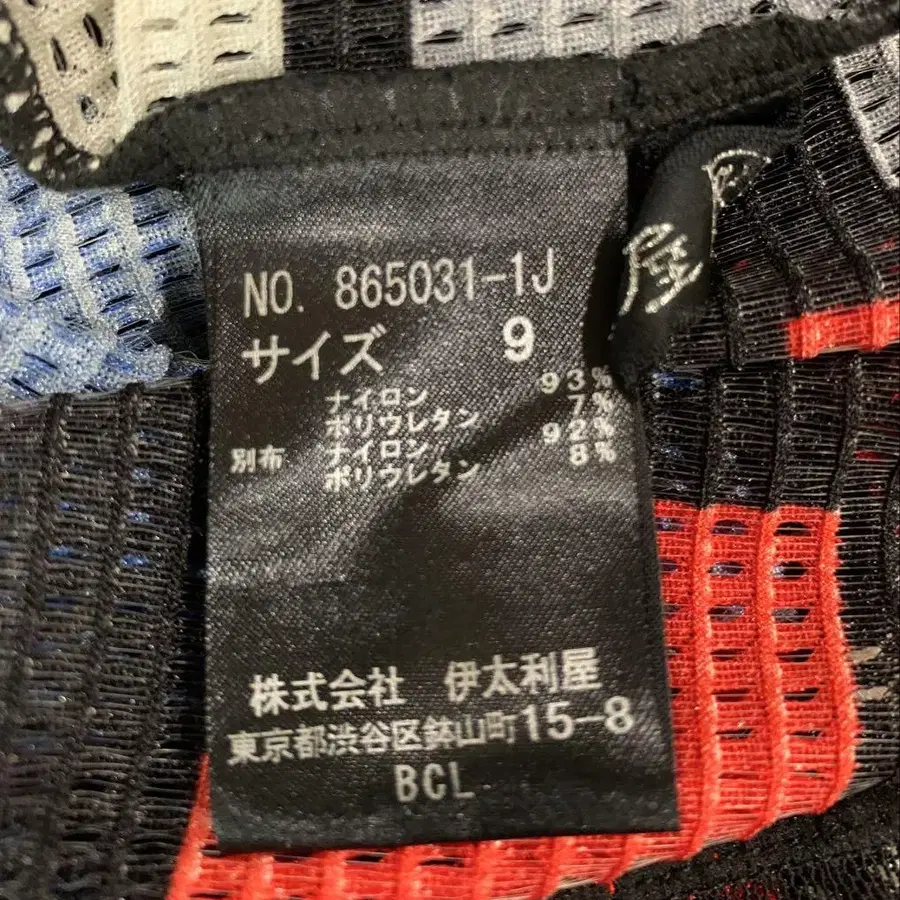 NO. 865031-1J
サイズ 9
ナイロン 93%
ポリウレタン 7%
別布 ナイロン 92%
ポリウレタン 8%
株式会社 伊太利屋
東京都渋谷区鉢山町15-8
BCL
屋